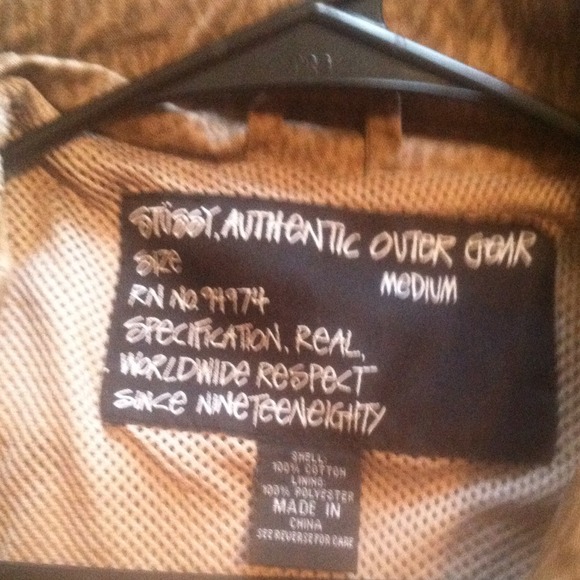 STÜSSY, AUTHENTIC OUTER GEAR
SIZE
MEDIUM
RN NO. 94974
SPECIFICATION, REAL,
WORLDWIDE RESPECT
SINCE NINETEENEIGHTY
SHELL:
100% COTTON
LINING:
100% POLYESTER
MADE IN
CHINA
SEE REVERSE FOR CARE